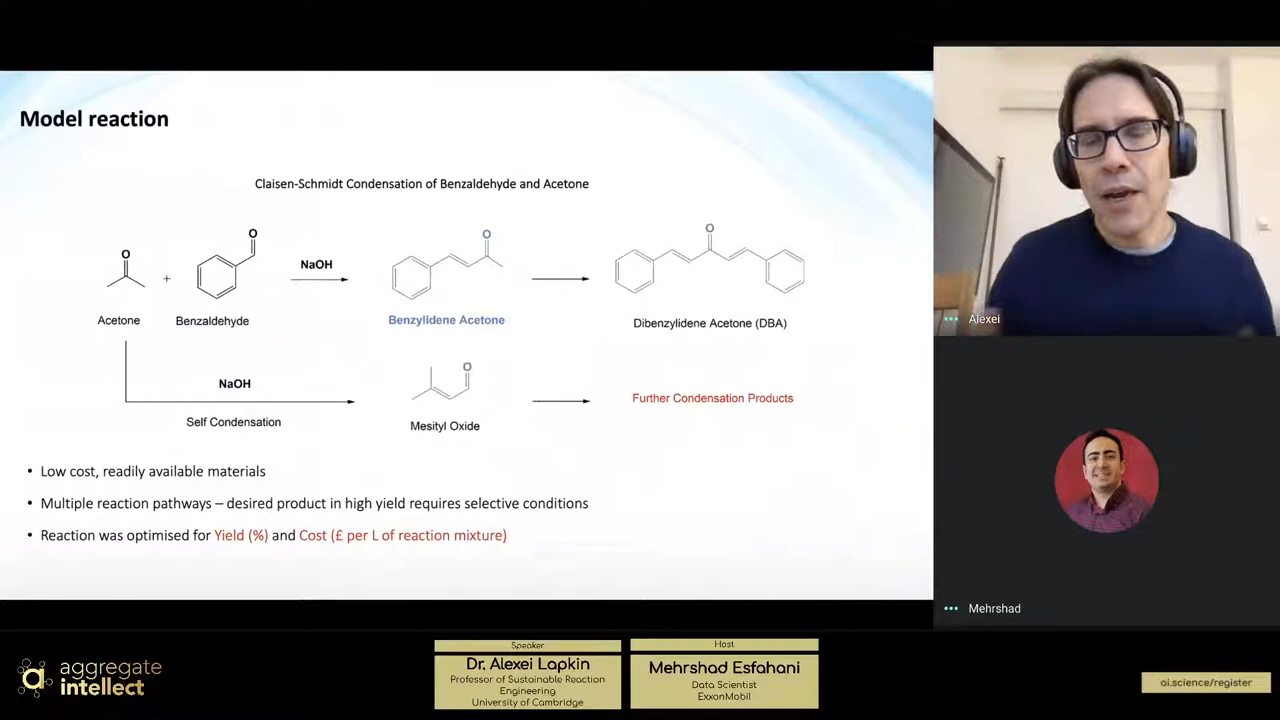 Model reaction
Claisen-Schmidt Condensation of Benzaldehyde and Acetone
O
+
O
NaOH
O
O
Acetone
Benzaldehyde
Benzylidene Acetone
Dibenzylidene Acetone (DBA)
NaOH
Self Condensation
O
Mesityl Oxide
Further Condensation Products
• Low cost, readily available materials
• Multiple reaction pathways – desired product in high yield requires selective conditions
• Reaction was optimised for Yield (%) and Cost (£ per L of reaction mixture)
Alexei
Mehrshad
aggregate
intellect
Speaker
Dr. Alexei Lapkin
Professor of Sustainable Reaction
Engineering
University of Cambridge
Host
Mehrshad Esfahani
Data Scientist
ExxonMobil
ai.science/register